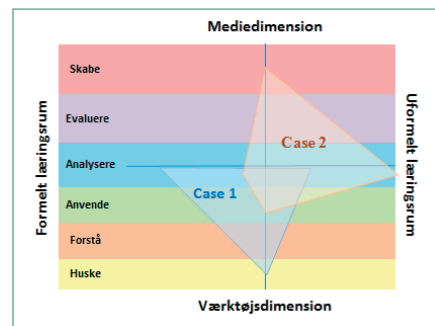 Mediedimension
Formelt læringsrum
Skabe
Evaluere
Analysere
Anvende
Forstå
Huske
Case 1
Case 2
Uformelt læringsrum
Værktøjsdimension